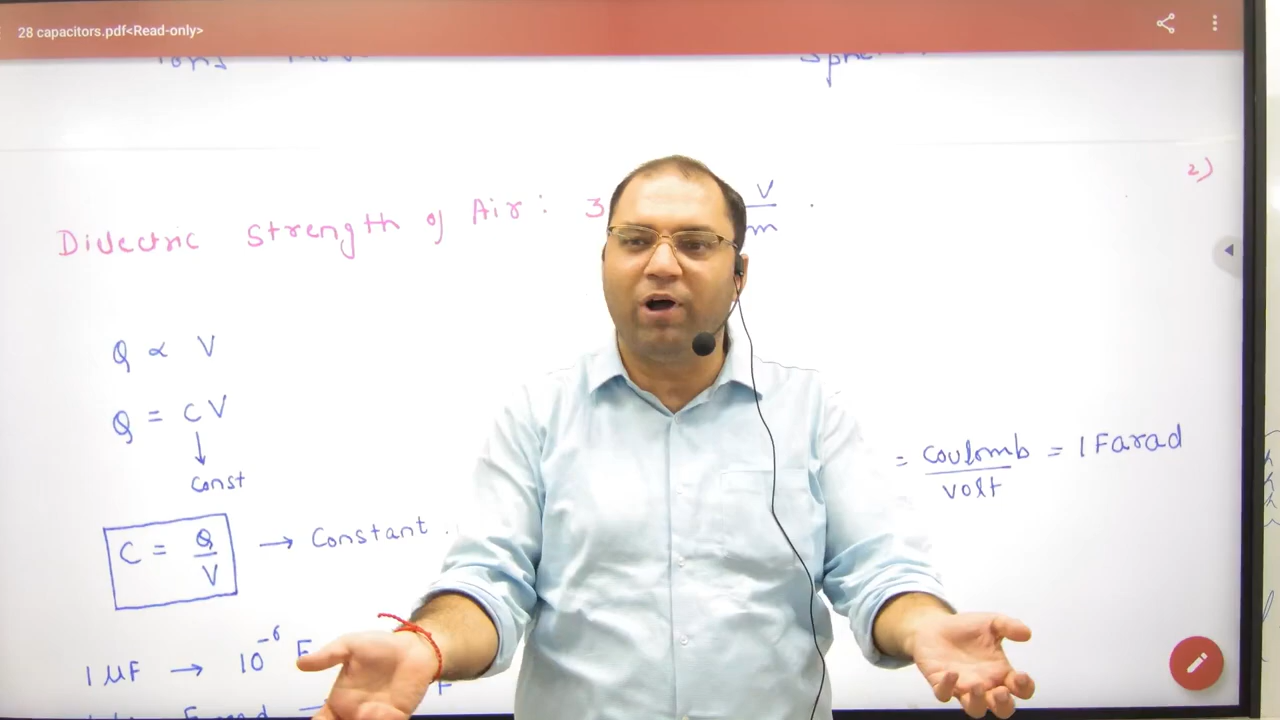 28 capacitors.pdf<Read-only>
2)
Dielectric Strength of Air : 3 V/m .
Q ∝ V
Q = CV
↓
Const
= Coulomb/Volt = 1 Farad
C = Q/V → Constant .
1 μF → 10⁻⁶ F
F